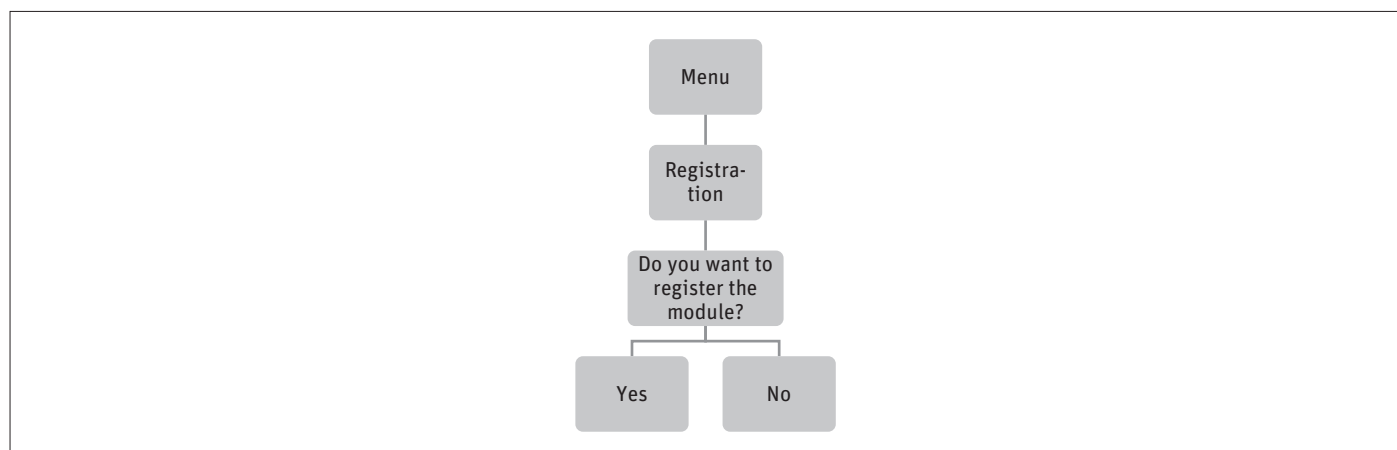 Menu
Registra-
tion
Do you want to
register the
module?
Yes
No